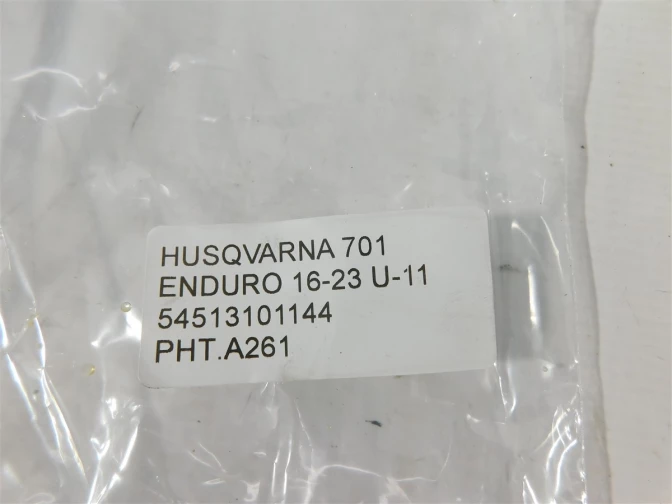 HUSQVARNA 701
ENDURO 16-23 U-11
54513101144
PHT.A261